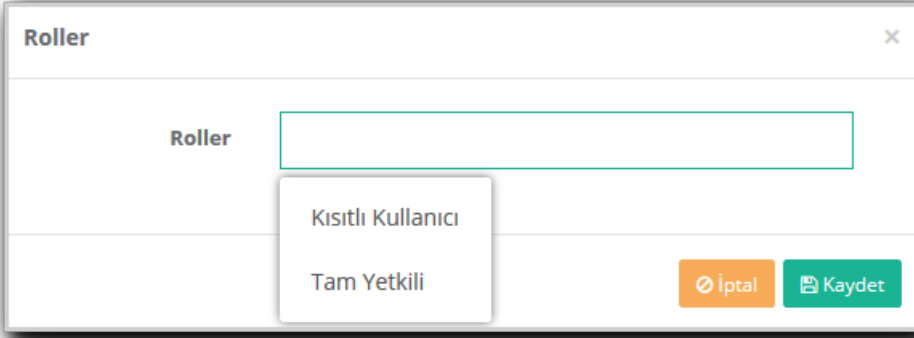 Roller
Roller
Kısıtlı Kullanıcı
Tam Yetkili
İptal
Kaydet